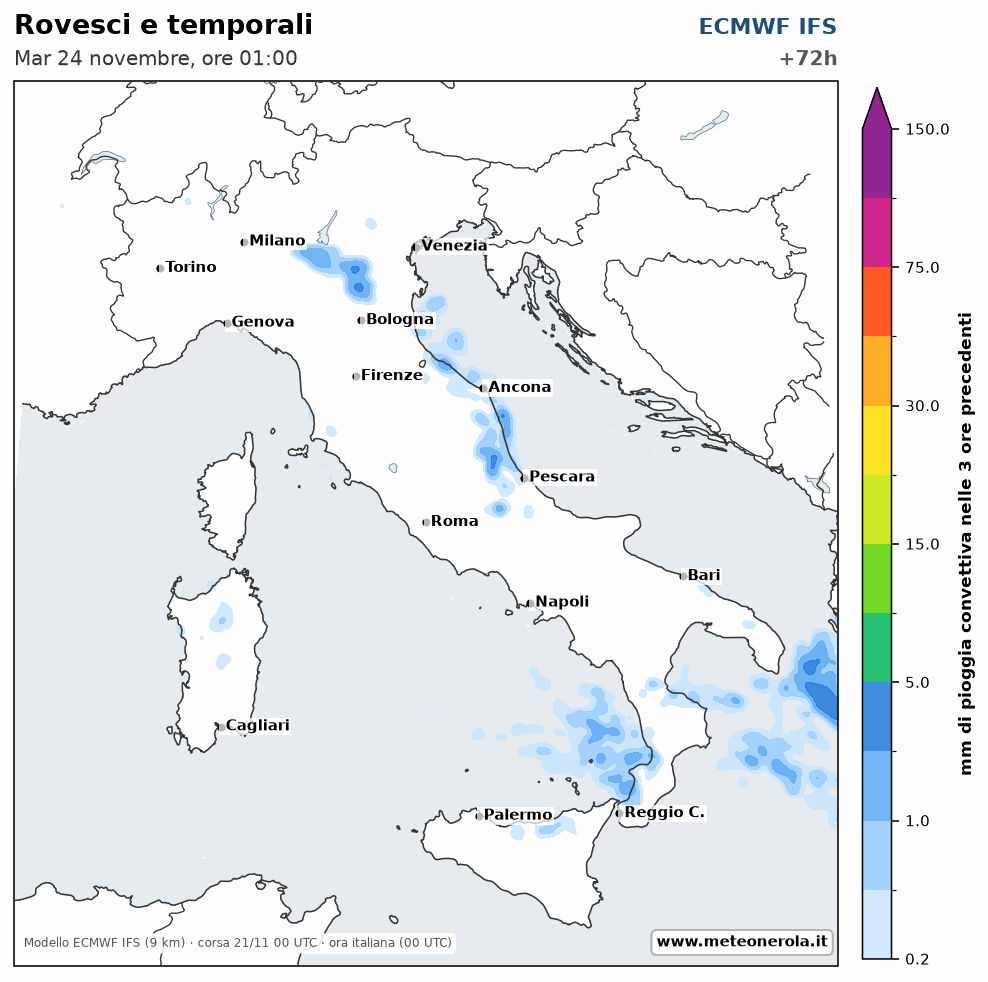 Rovesci e temporali
ECMWF IFS
Mar 24 novembre, ore 01:00
+72h
150.0
75.0
30.0
15.0
5.0
1.0
0.2
mm di pioggia convettiva nelle 3 ore precedenti
Milano
Venezia
Torino
Genova
Bologna
Firenze
Ancona
Pescara
Roma
Bari
Napoli
Cagliari
Palermo
Reggio C.
Modello ECMWF IFS (9 km) · corsa 21/11 00 UTC · ora italiana (00 UTC)
www.meteonerola.it